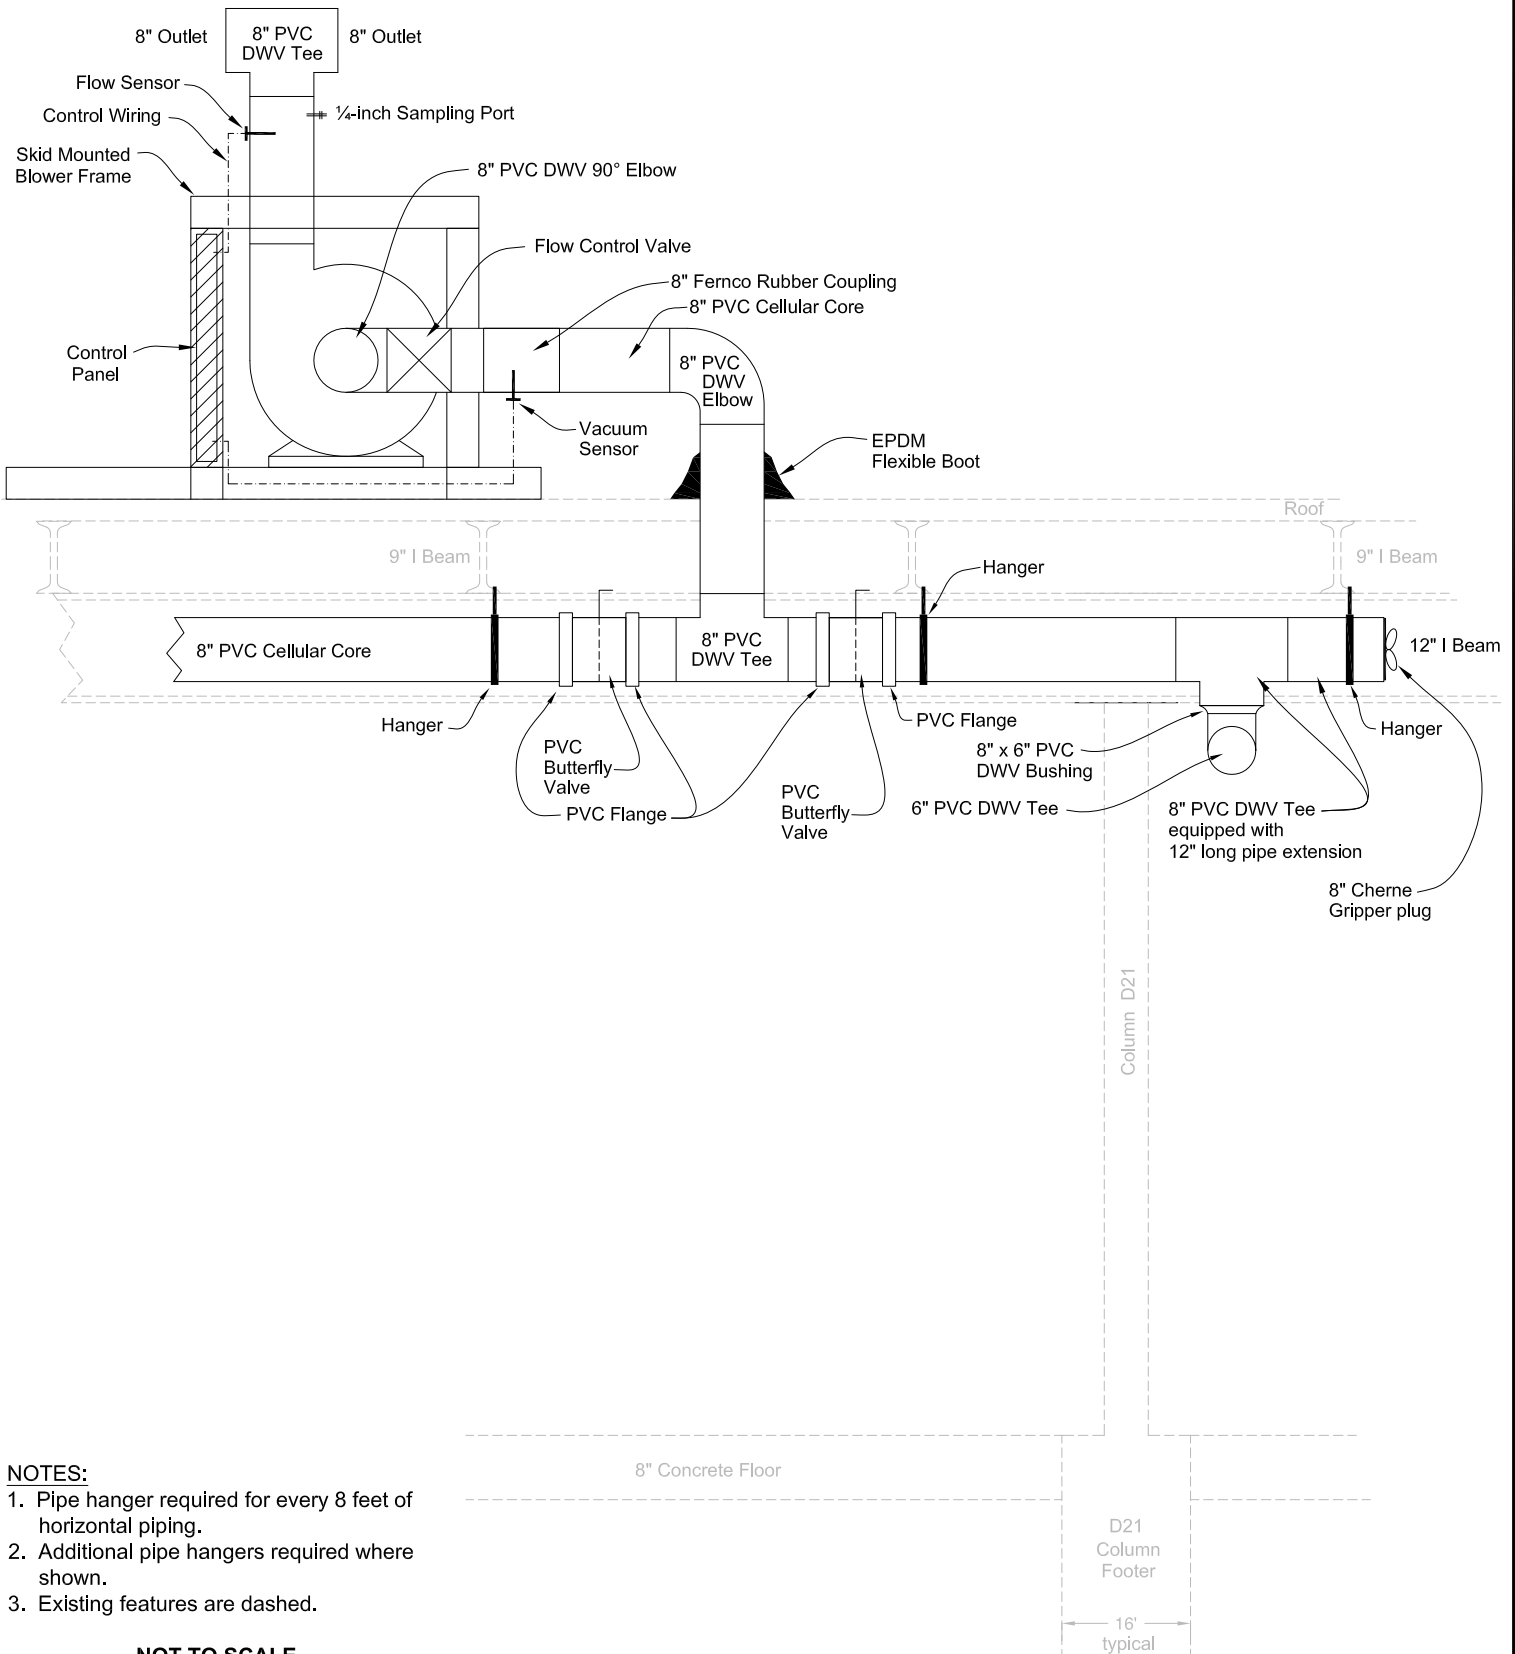 8" Outlet
8" PVC
DWV Tee
8" Outlet
Flow Sensor
Control Wiring
¼-inch Sampling Port
Skid Mounted
Blower Frame
8" PVC DWV 90° Elbow
Flow Control Valve
8" Fernco Rubber Coupling
8" PVC Cellular Core
Control
Panel
8" PVC
DWV
Elbow
Vacuum
Sensor
EPDM
Flexible Boot
Roof
9" I Beam
9" I Beam
Hanger
8" PVC Cellular Core
8" PVC
DWV Tee
12" I Beam
Hanger
PVC Flange
Hanger
PVC
Butterfly
Valve
8" x 6" PVC
DWV Bushing
PVC Flange
PVC
Butterfly
Valve
6" PVC DWV Tee
8" PVC DWV Tee
equipped with
12" long pipe extension
8" Cherne
Gripper plug
Column D21
8" Concrete Floor
D21
Column
Footer
16'
typical
NOTES:
1. Pipe hanger required for every 8 feet of
horizontal piping.
2. Additional pipe hangers required where
shown.
3. Existing features are dashed.
NOT TO SCALE